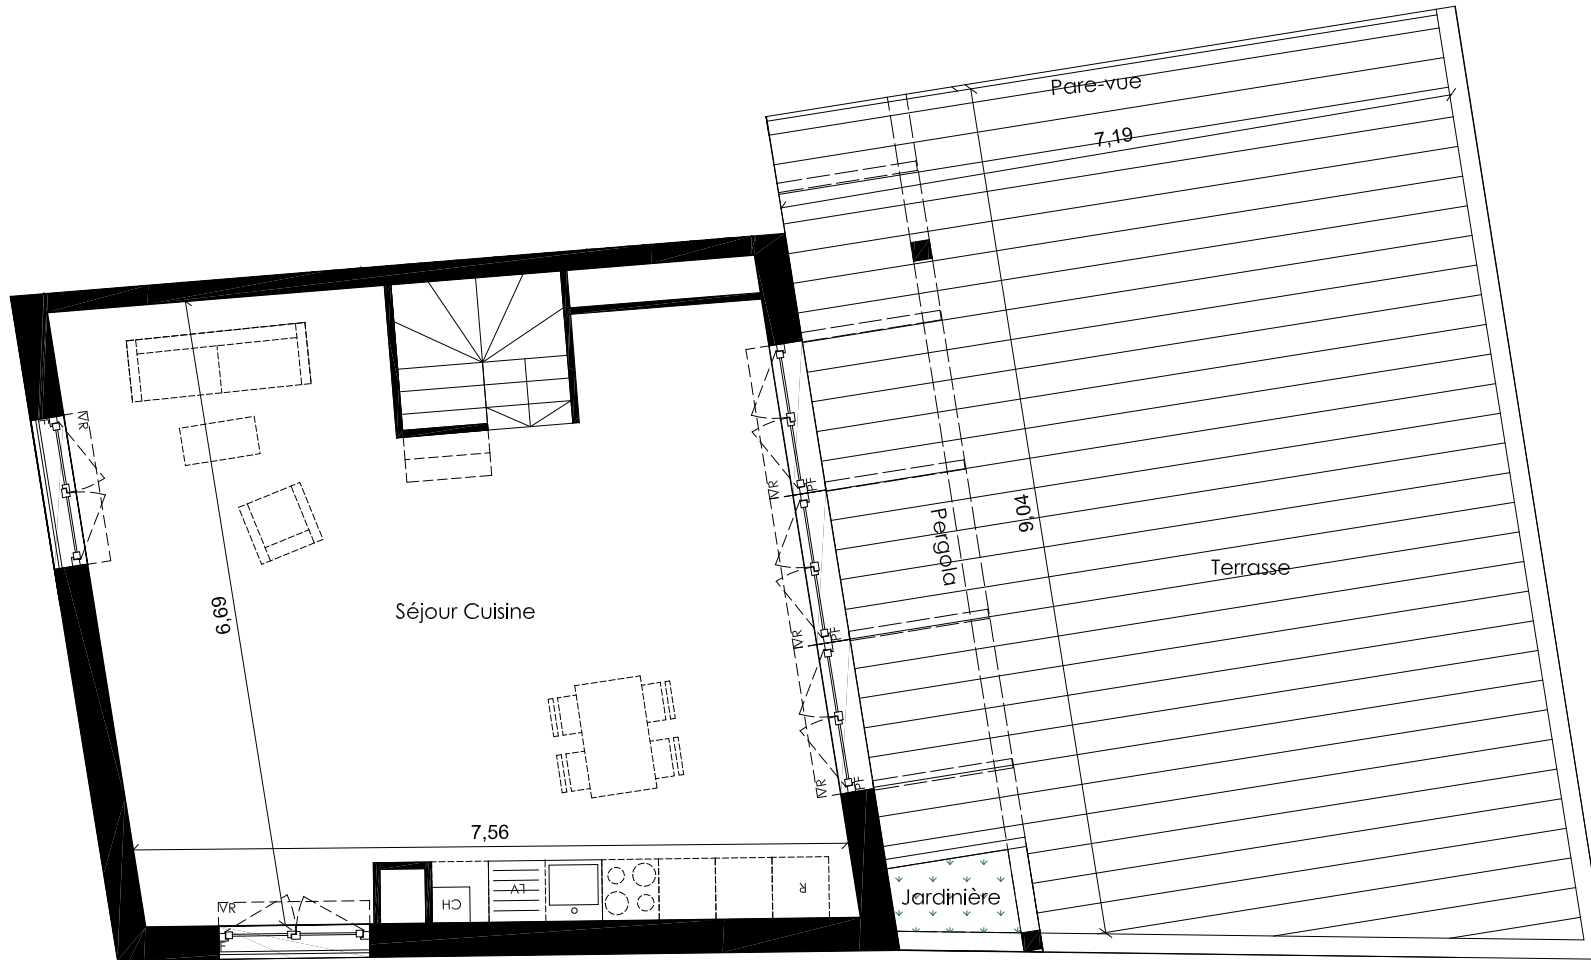 Pare-vue
7,19
VR
VR
PF
9,04
Pergola
Terrasse
6,69
Séjour Cuisine
VR
PF
VR
PF
7,56
VR
CH
LV
R
Jardinière